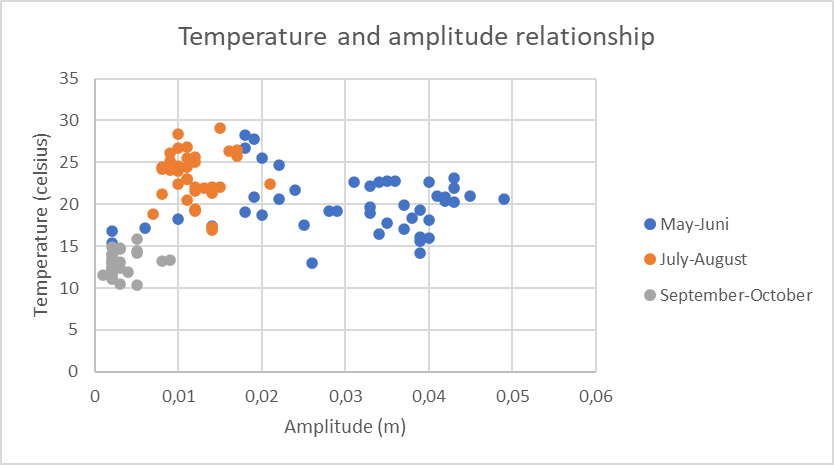 Temperature and amplitude relationship
35
30
25
20
15
10
5
0
Temperature (celsius)
0 0,01 0,02 0,03 0,04 0,05 0,06
Amplitude (m)
May-Juni
July-August
September-October